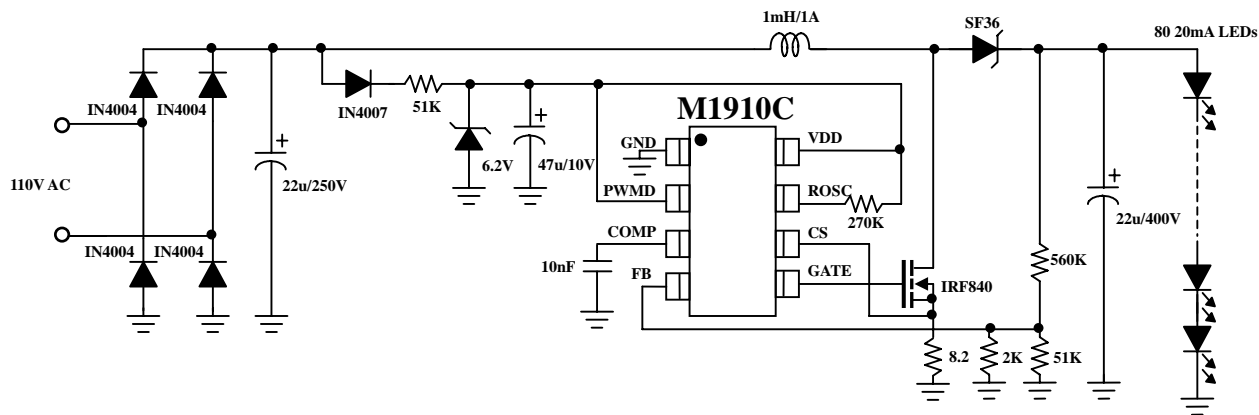 1mH/1A
SF36
80 20mA LEDs
IN4004
IN4004
IN4007
51K
M1910C
GND
VDD
6.2V
47u/10V
110V AC
22u/250V
PWMD
ROSC
270K
22u/400V
COMP
CS
IN4004
IN4004
10nF
FB
GATE
560K
IRF840
8.2
2K
51K